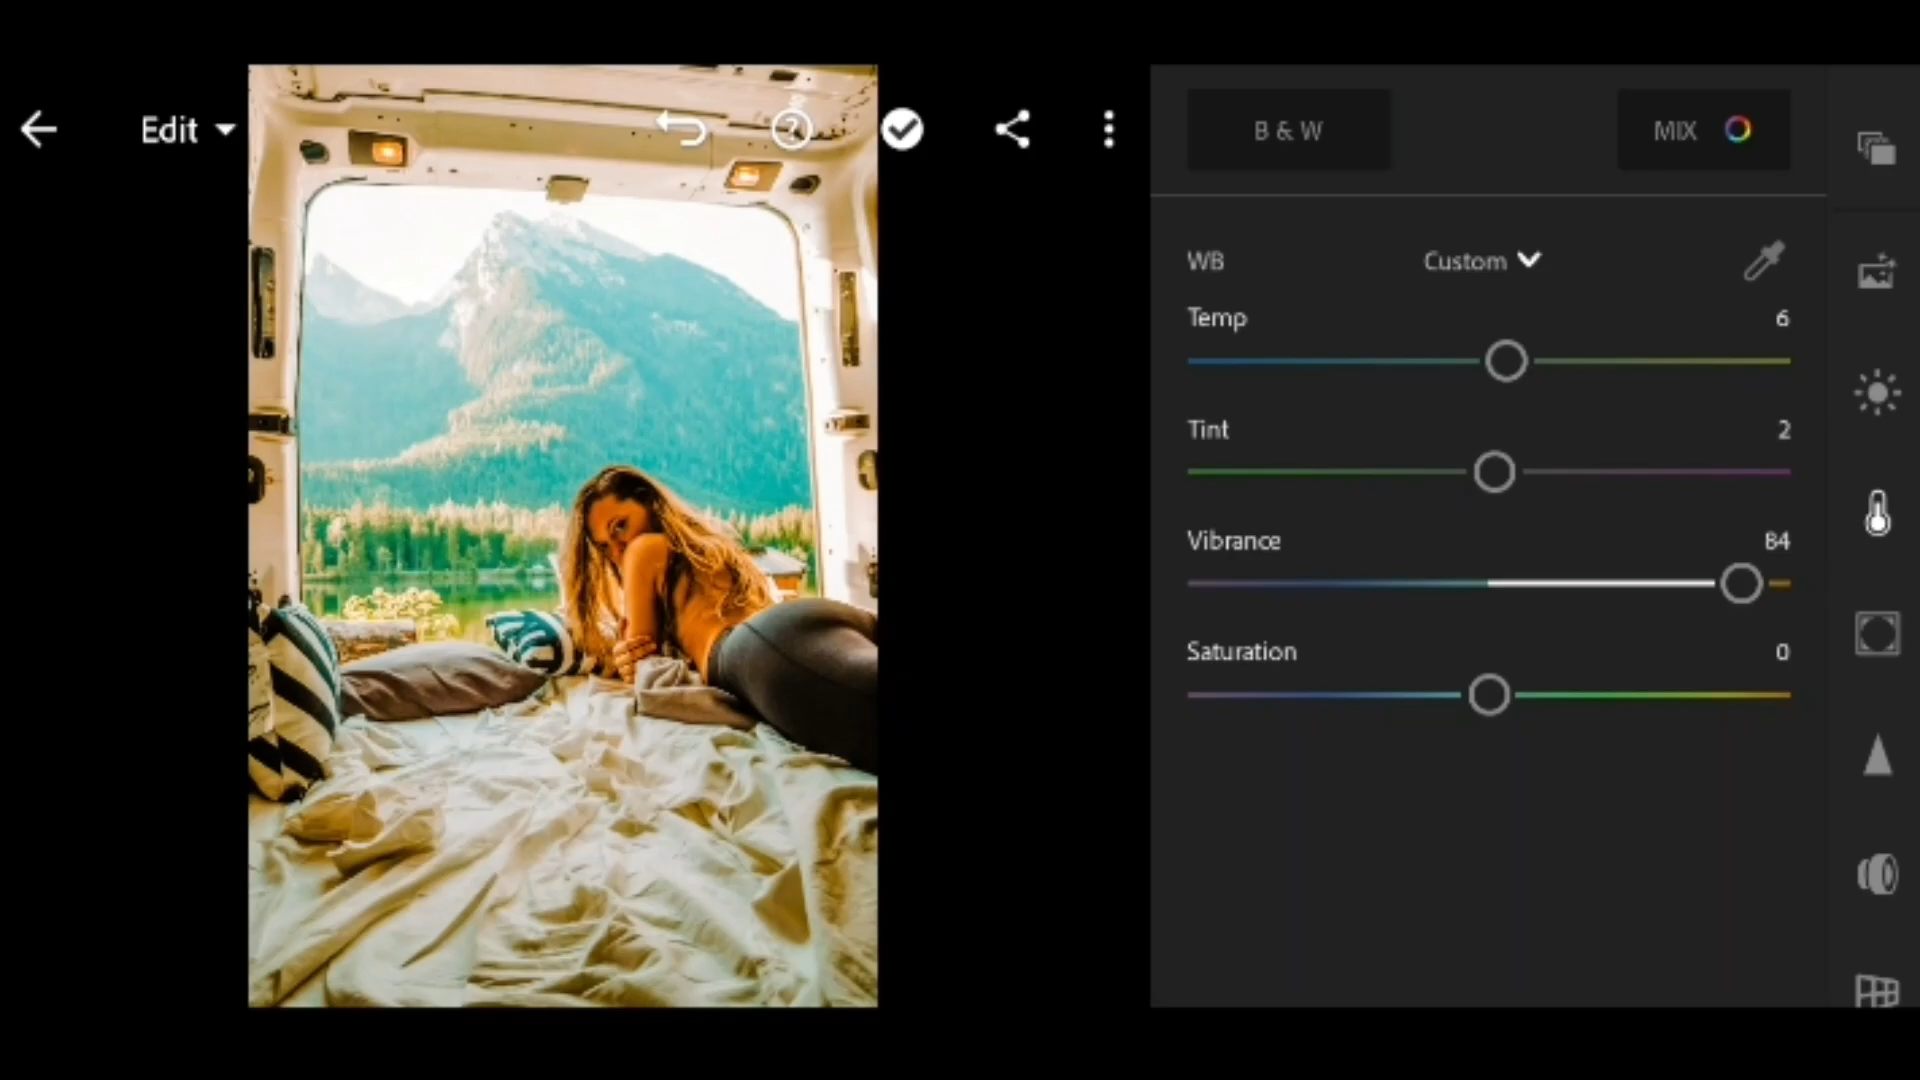 Edit
B & W
MIX
WB
Custom
Temp
6
Tint
2
Vibrance
84
Saturation
0